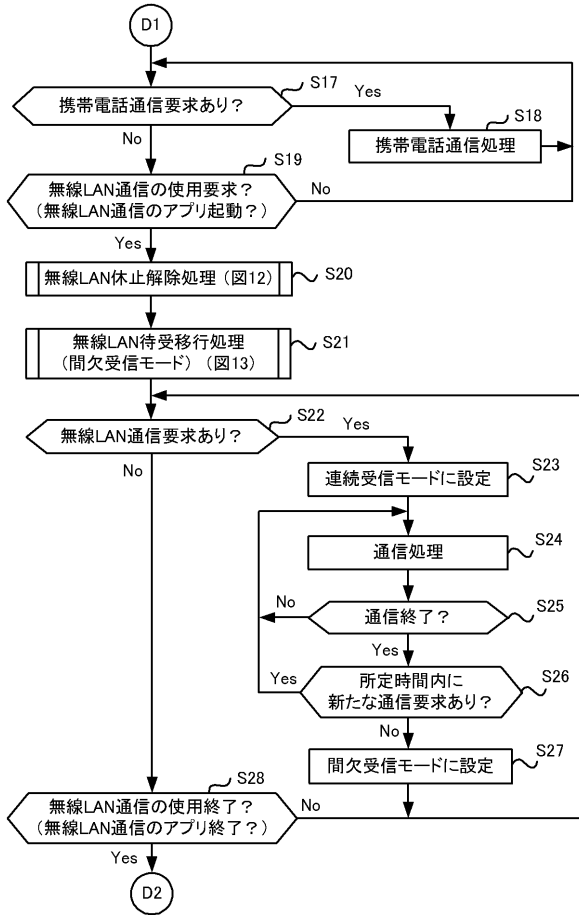 D1
S17
携帯電話通信要求あり？
Yes
S18
携帯電話通信処理
No
S19
無線LAN通信の使用要求？
（無線LAN通信のアプリ起動？）
No
Yes
無線LAN休止解除処理（図12）
S20
無線LAN待受移行処理
（間欠受信モード）（図13）
S21
S22
無線LAN通信要求あり？
Yes
No
連続受信モードに設定
S23
通信処理
S24
No
通信終了？
S25
Yes
Yes
所定時間内に
新たな通信要求あり？
S26
No
間欠受信モードに設定
S27
S28
無線LAN通信の使用終了？
（無線LAN通信のアプリ終了？）
No
Yes
D2